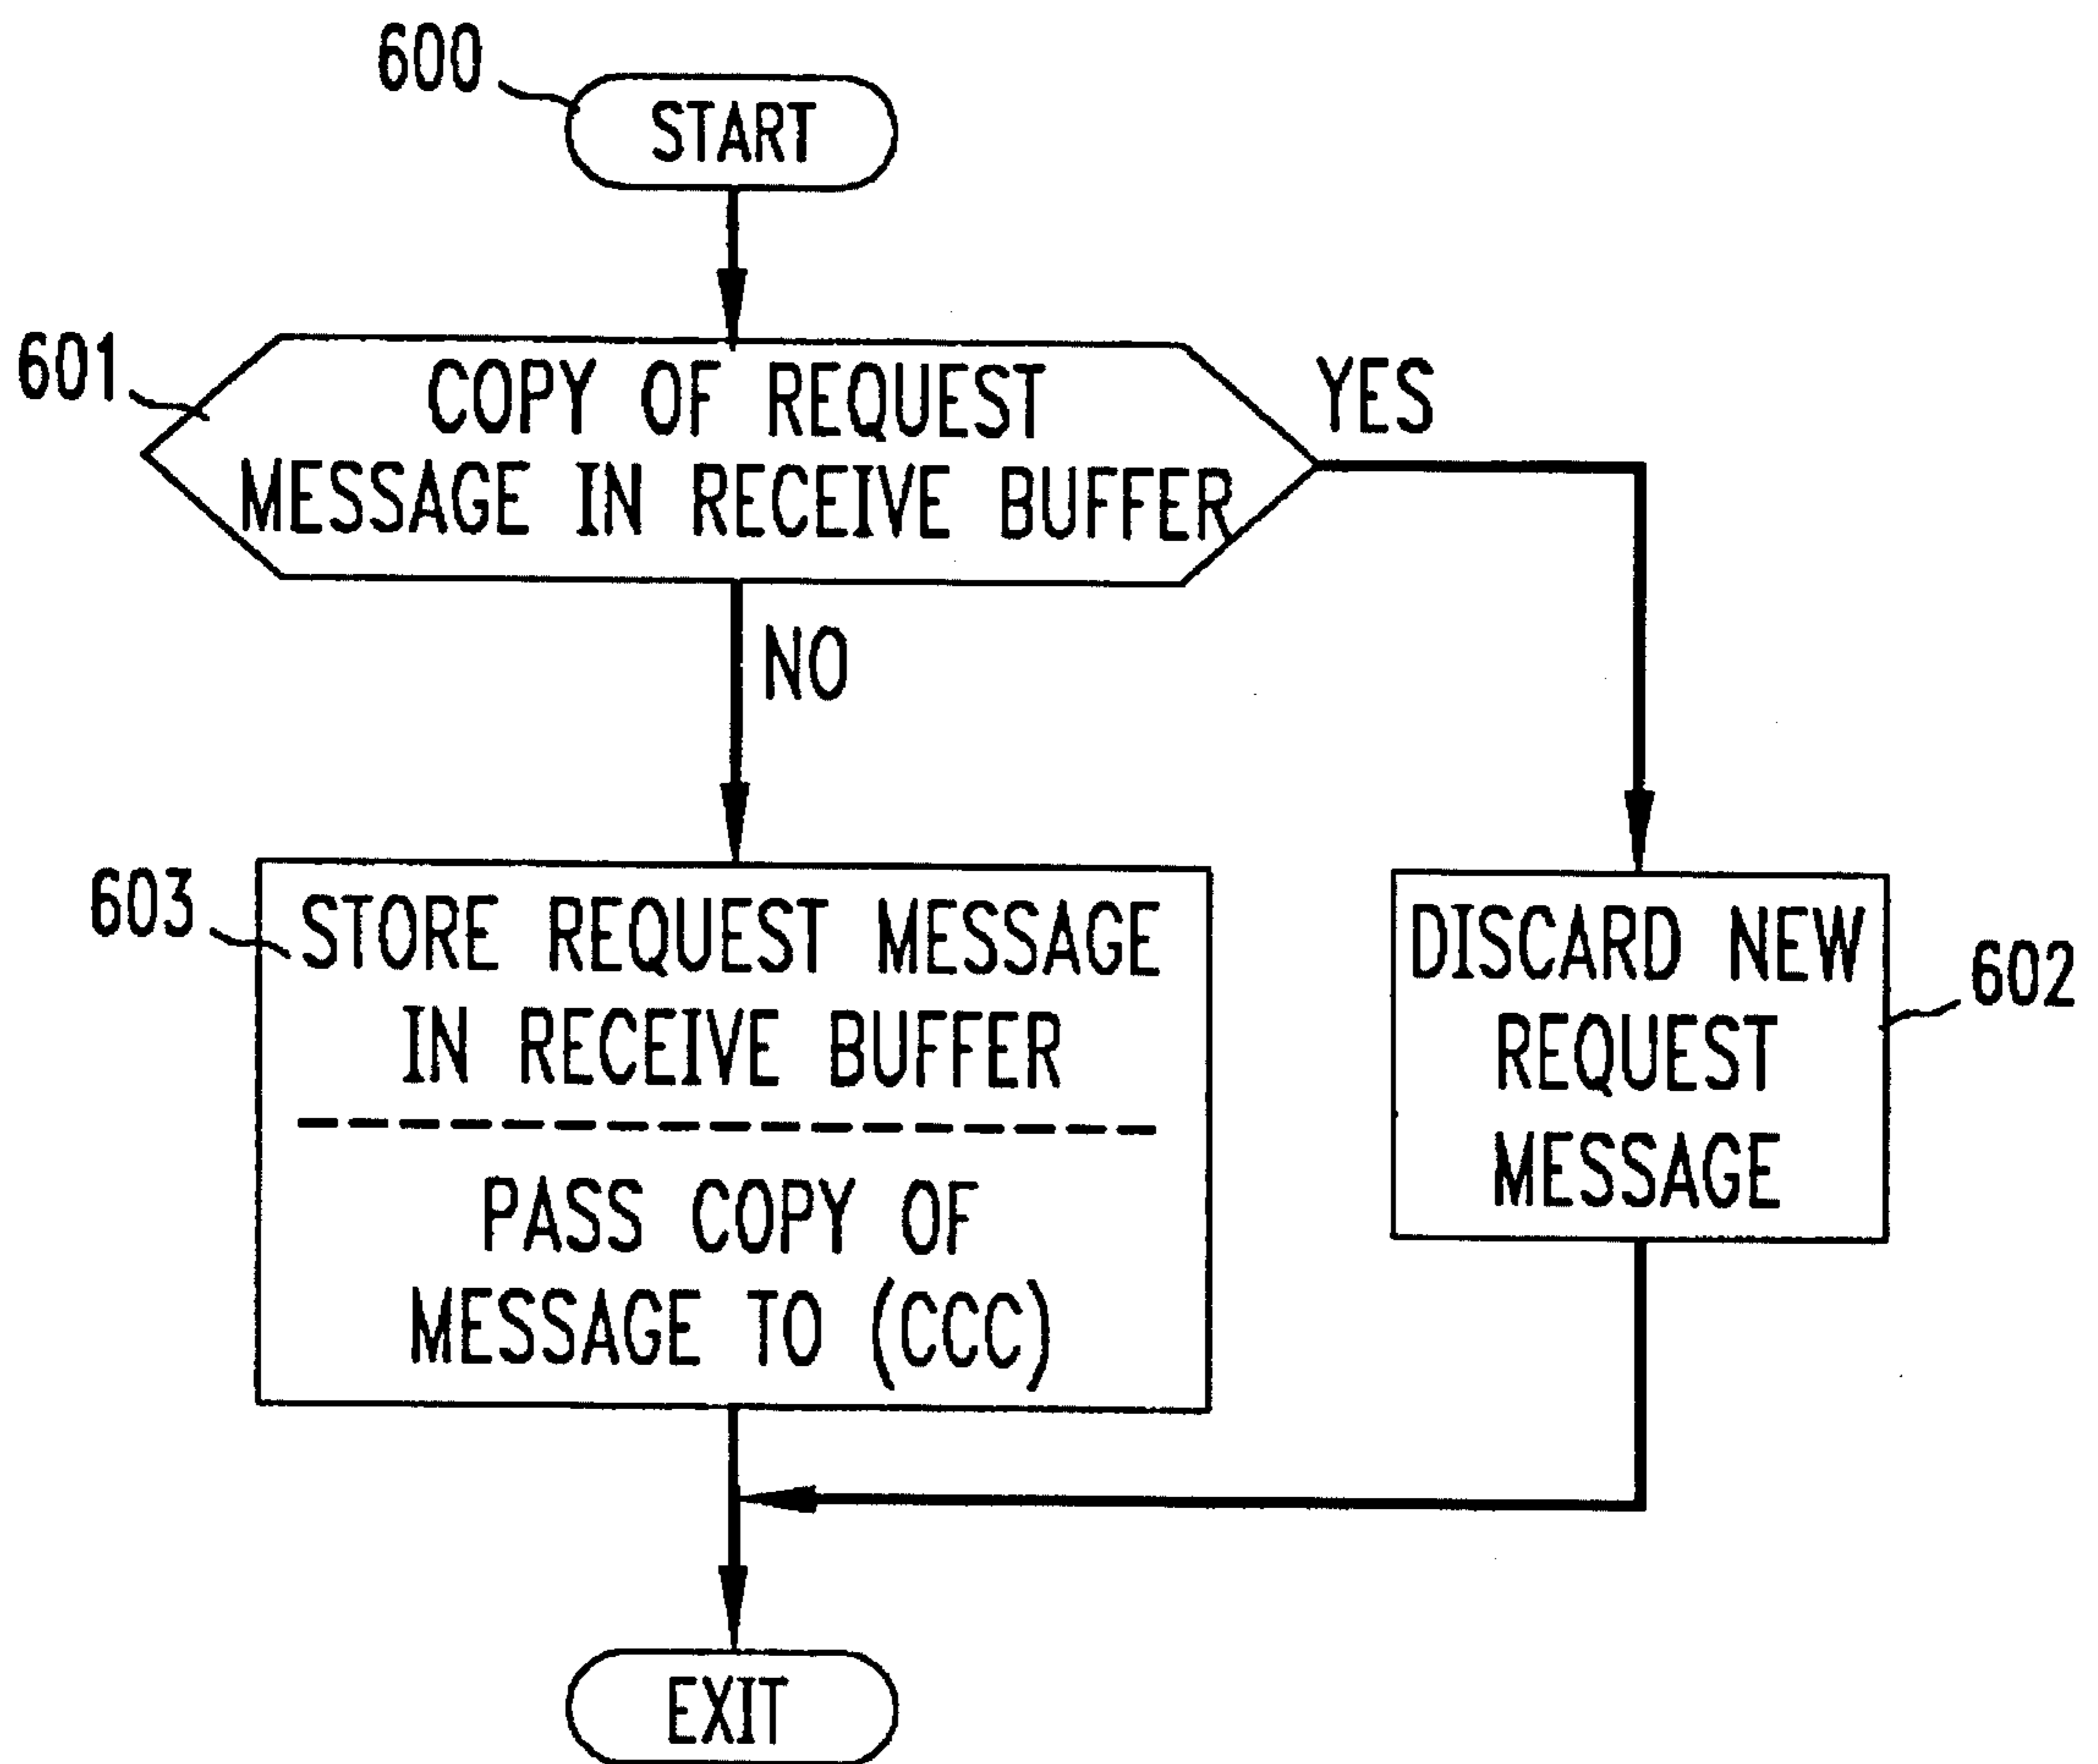 600
START
601
COPY OF REQUEST
MESSAGE IN RECEIVE BUFFER
YES
NO
603
STORE REQUEST MESSAGE
IN RECEIVE BUFFER
PASS COPY OF
MESSAGE TO (CCC)
DISCARD NEW
REQUEST
MESSAGE
602
EXIT